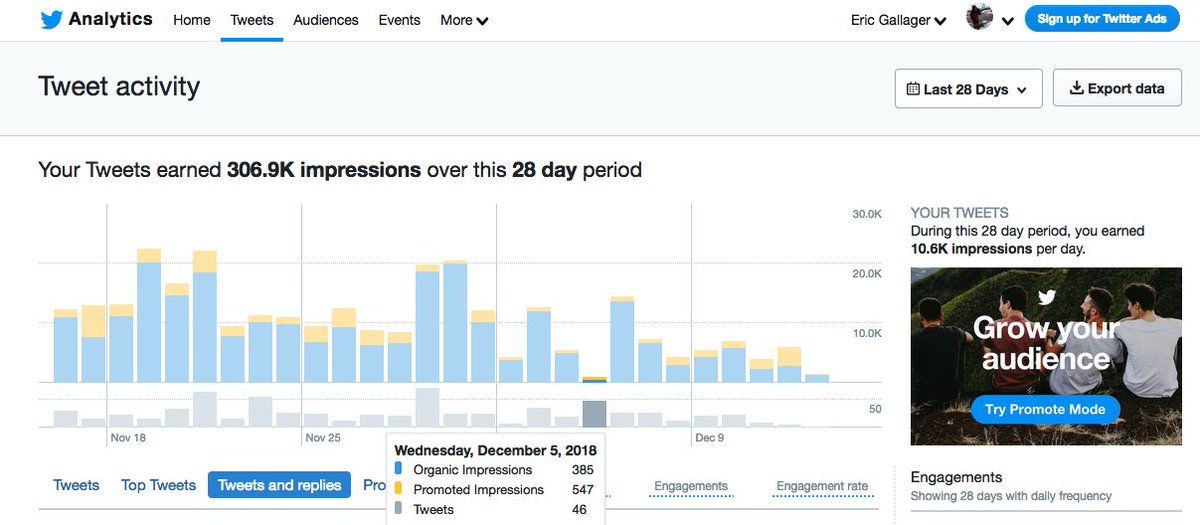 Analytics Home Tweets Audiences Events More Eric Gallager Sign up for Twitter Ads
Tweet activity
Last 28 Days Export data
Your Tweets earned 306.9K impressions over this 28 day period
30.0K
20.0K
10.0K
50
Nov 18 Nov 25 Dec 9
Wednesday, December 5, 2018
Organic Impressions 385
Promoted Impressions 547
Tweets 46
Tweets Top Tweets Tweets and replies Pro Engagements Engagement rate
YOUR TWEETS
During this 28 day period, you earned
10.6K impressions per day.
Grow your
audience
Try Promote Mode
Engagements
Showing 28 days with daily frequency